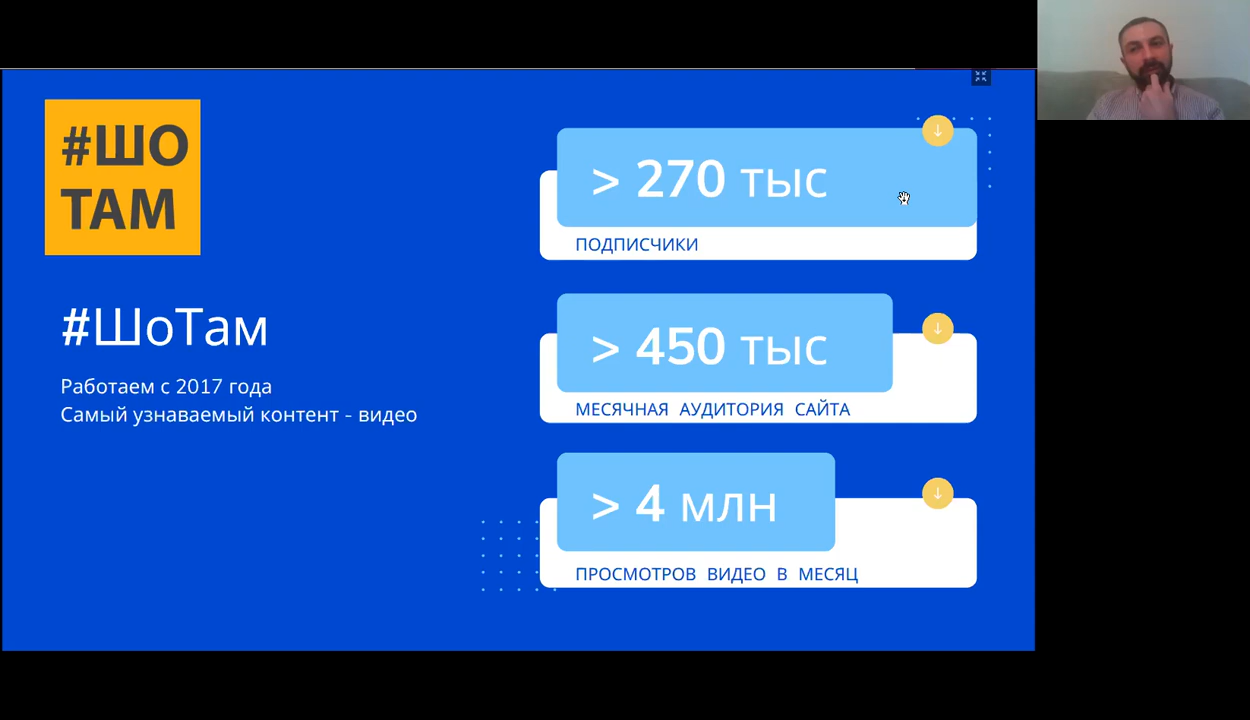 #ШО
ТАМ
#ШоТам
Работаем с 2017 года
Самый узнаваемый контент - видео
> 270 тыс
ПОДПИСЧИКИ
> 450 тыс
МЕСЯЧНАЯ АУДИТОРИЯ САЙТА
> 4 млн
ПРОСМОТРОВ ВИДЕО В МЕСЯЦ